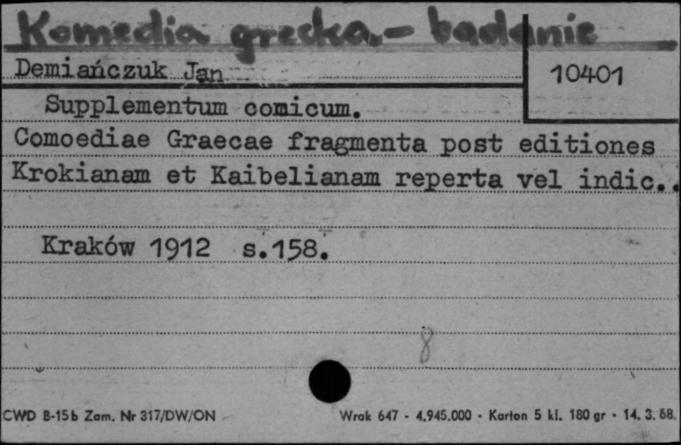 Komedia grecka - badanie
Demiańczuk Jan
10401
Supplementum comicum.
Comoediae Graecae fragmenta post editiones
Krokianam et Kaibelianam reperta vel indic..
Kraków 1912 s.158.
8
CWD B-15b Zam. Nr 317/DW/ON Wrak 647 - 4.945.000 - Karton 5 kl. 180 gr - 14. 3. 68.